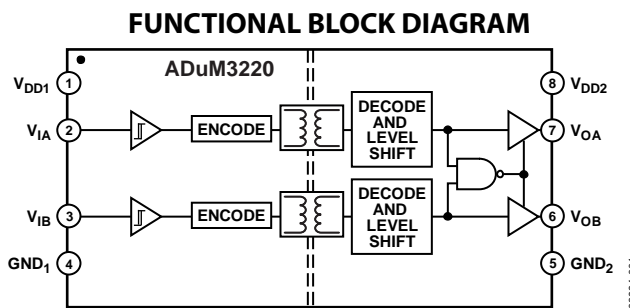 FUNCTIONAL BLOCK DIAGRAM
ADuM3220
VDD1 1
8 VDD2
VIA 2
ENCODE
DECODE
AND
LEVEL
SHIFT
7 VOA
VIB 3
ENCODE
DECODE
AND
LEVEL
SHIFT
6 VOB
GND1 4
5 GND2